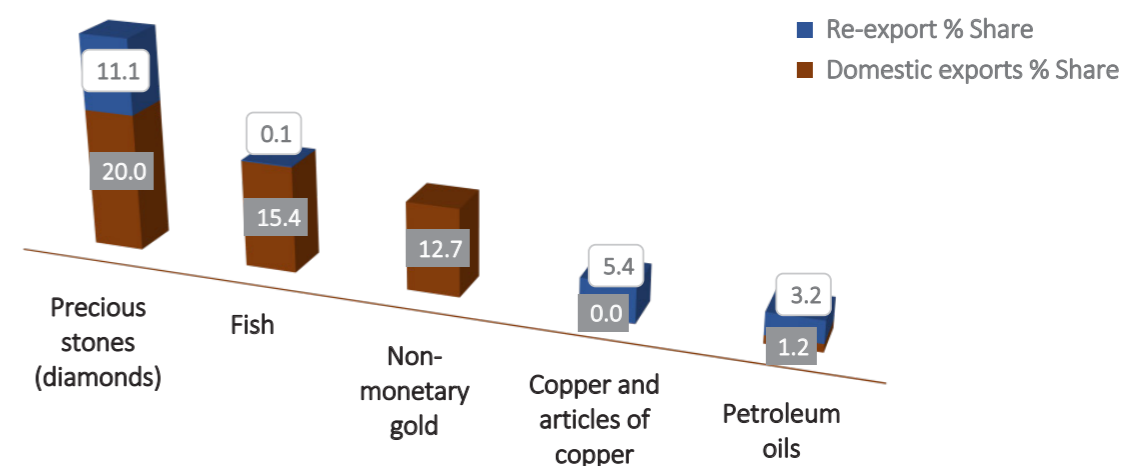 Re-export % Share
Domestic exports % Share
11.1
20.0
0.1
15.4
12.7
5.4
0.0
3.2
1.2
Precious
stones
(diamonds)
Fish
Non-
monetary
gold
Copper and
articles of
copper
Petroleum
oils